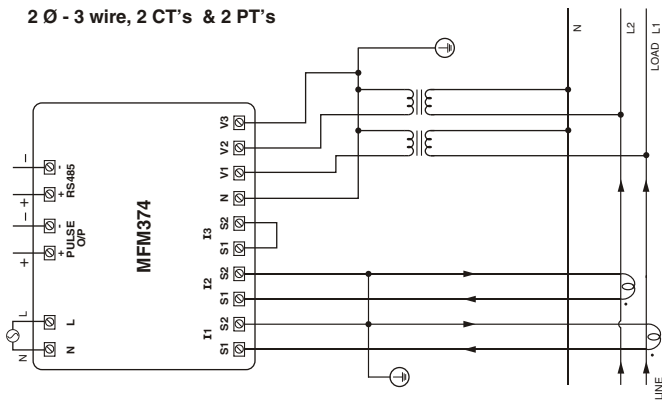 2 Ø - 3 wire, 2 CT's & 2 PT's
N
L2
LOAD L1
V3
V2
V1
N
S2
I3
S1
S2
I2
S1
S2
I1
S1
MFM374
-
-
+
+
RS485
-
-
PULSE
O/P
+
+
L
L
N
N
LINE